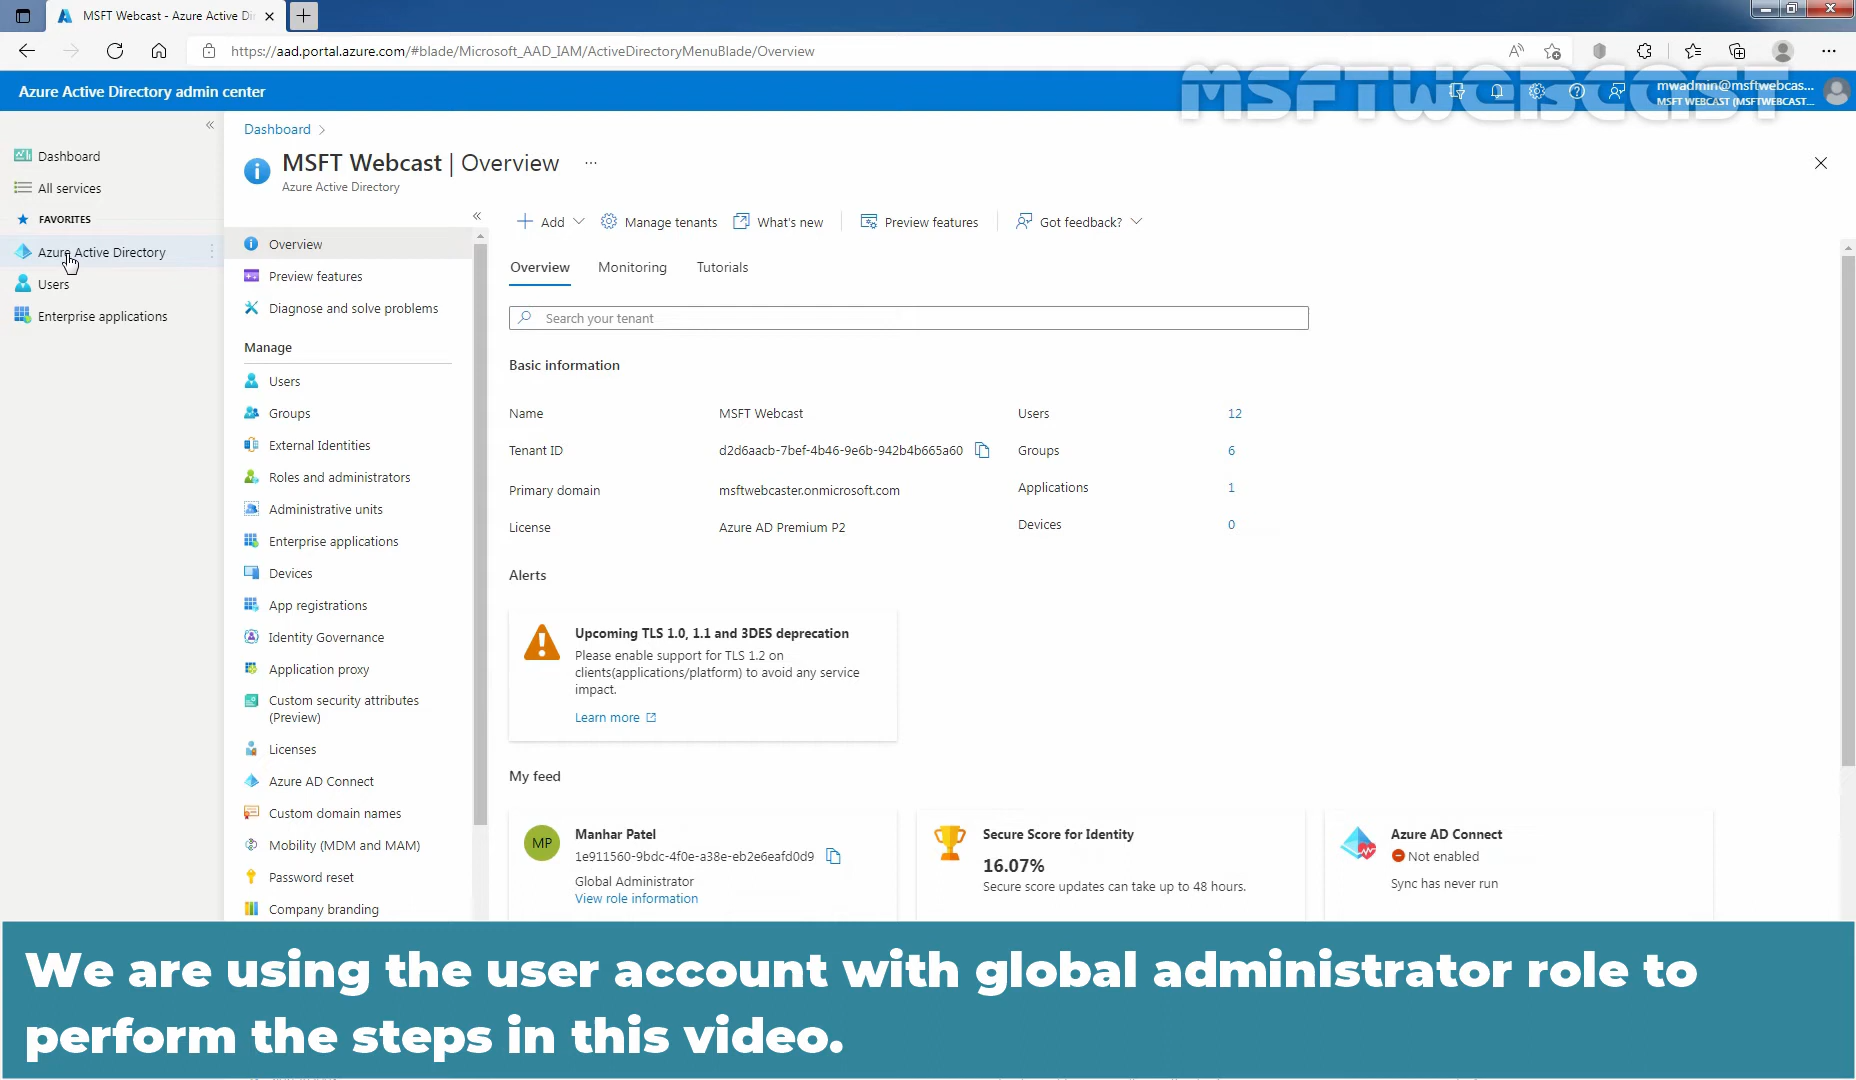 MSFT Webcast - Azure Active Di
https://aad.portal.azure.com/#blade/Microsoft_AAD_IAM/ActiveDirectoryMenuBlade/Overview
MSFTWEBCAST
Azure Active Directory admin center
mwadmin@msftwebcas...
MSFT WEBCAST (MSFTWEBCAST...
Dashboard
All services
FAVORITES
Azure Active Directory
Users
Enterprise applications
Dashboard >
MSFT Webcast | Overview ...
Azure Active Directory
Overview
Preview features
Diagnose and solve problems
Manage
Users
Groups
External Identities
Roles and administrators
Administrative units
Enterprise applications
Devices
App registrations
Identity Governance
Application proxy
Custom security attributes
(Preview)
Licenses
Azure AD Connect
Custom domain names
Mobility (MDM and MAM)
Password reset
Company branding
Add Manage tenants What's new Preview features Got feedback?
Overview Monitoring Tutorials
Search your tenant
Basic information
Name MSFT Webcast Users 12
Tenant ID d2d6aacb-7bef-4b46-9e6b-942b4b665a60 Groups 6
Primary domain msftwebcaster.onmicrosoft.com Applications 1
License Azure AD Premium P2 Devices 0
Alerts
Upcoming TLS 1.0, 1.1 and 3DES deprecation
Please enable support for TLS 1.2 on
clients(applications/platform) to avoid any service
impact.
Learn more
My feed
MP
Manhar Patel
1e911560-9bdc-4f0e-a38e-eb2e6eafd0d9
Global Administrator
View role information
Secure Score for Identity
16.07%
Secure score updates can take up to 48 hours.
Azure AD Connect
Not enabled
Sync has never run
We are using the user account with global administrator role to
perform the steps in this video.